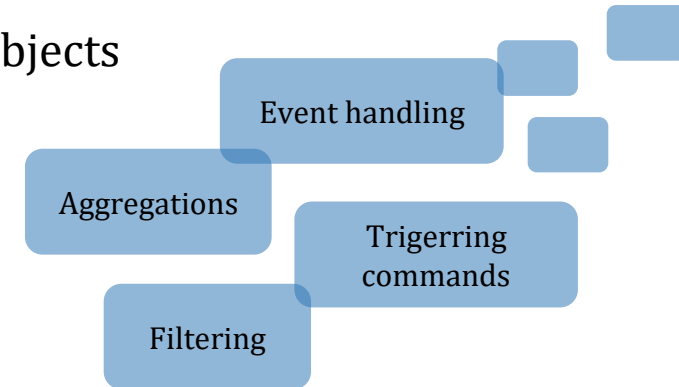 bjects
Event handling
Aggregations
Trigerring
commands
Filtering